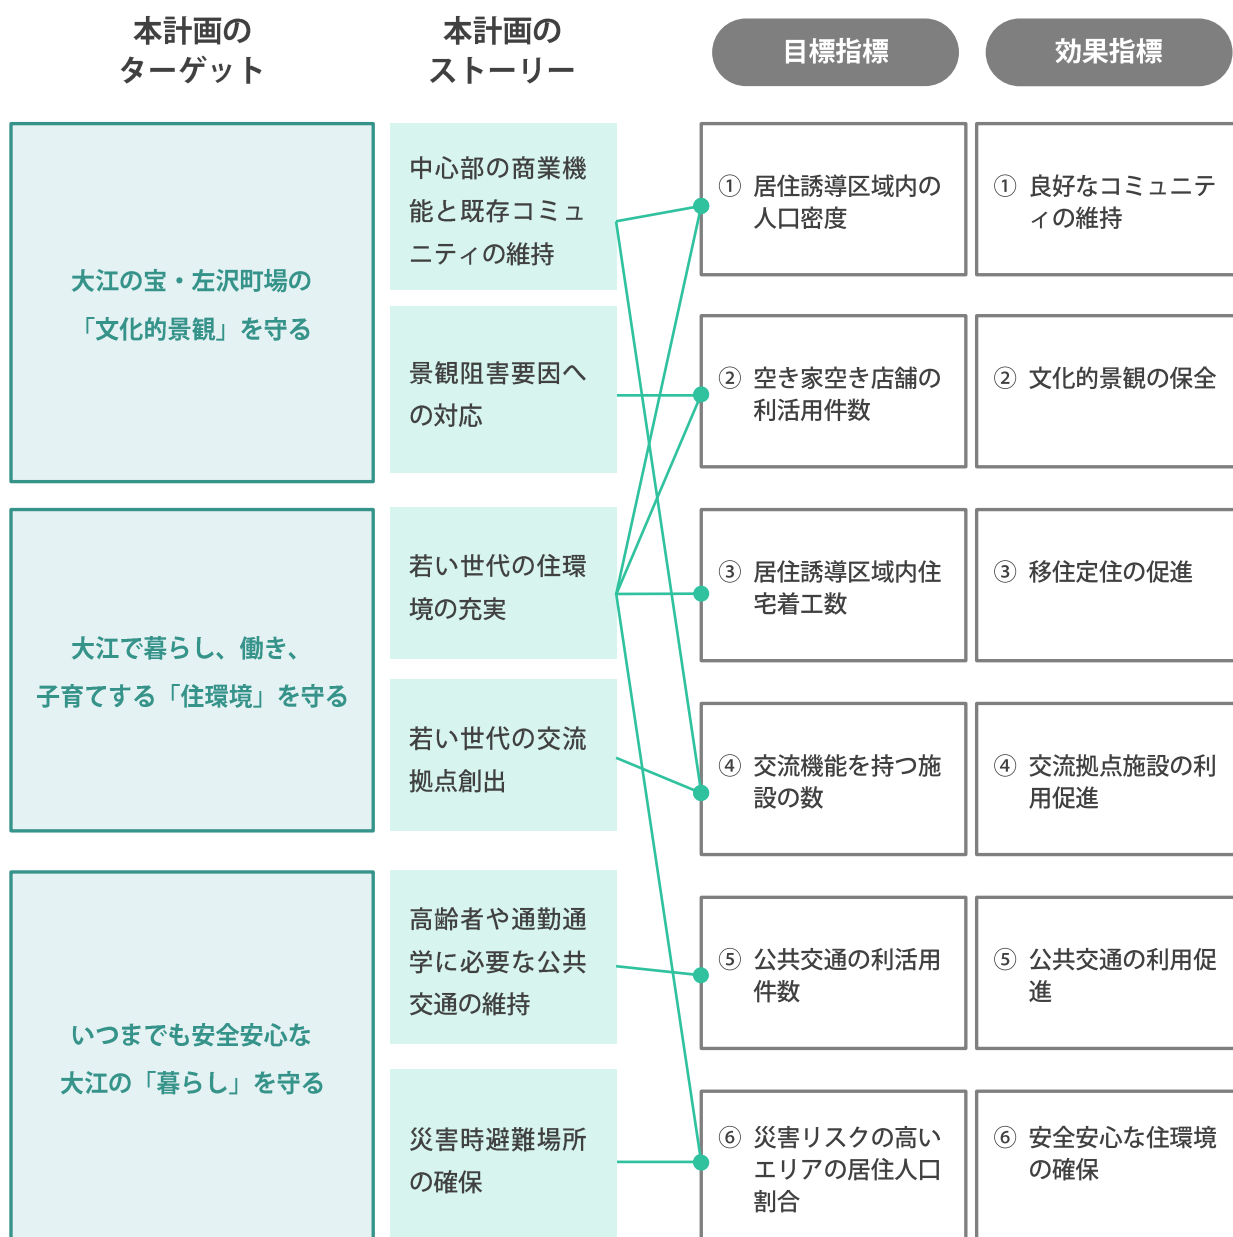 本計画の
ターゲット
本計画の
ストーリー
目標指標
効果指標
大江の宝・左沢町場の
「文化的景観」を守る
中心部の商業機
能と既存コミュ
ニティの維持
景観阻害要因へ
の対応
① 居住誘導区域内の
人口密度
① 良好なコミュニテ
ィの維持
② 空き家空き店舗の
利活用件数
② 文化的景観の保全
大江で暮らし、働き、
子育てする「住環境」を守る
若い世代の住環
境の充実
若い世代の交流
拠点創出
③ 居住誘導区域内住
宅着工数
③ 移住定住の促進
④ 交流機能を持つ施
設の数
④ 交流拠点施設の利
用促進
いつまでも安全安心な
大江の「暮らし」を守る
高齢者や通勤通
学に必要な公共
交通の維持
災害時避難場所
の確保
⑤ 公共交通の利活用
件数
⑤ 公共交通の利用促
進
⑥ 災害リスクの高い
エリアの居住人口
割合
⑥ 安全安心な住環境
の確保